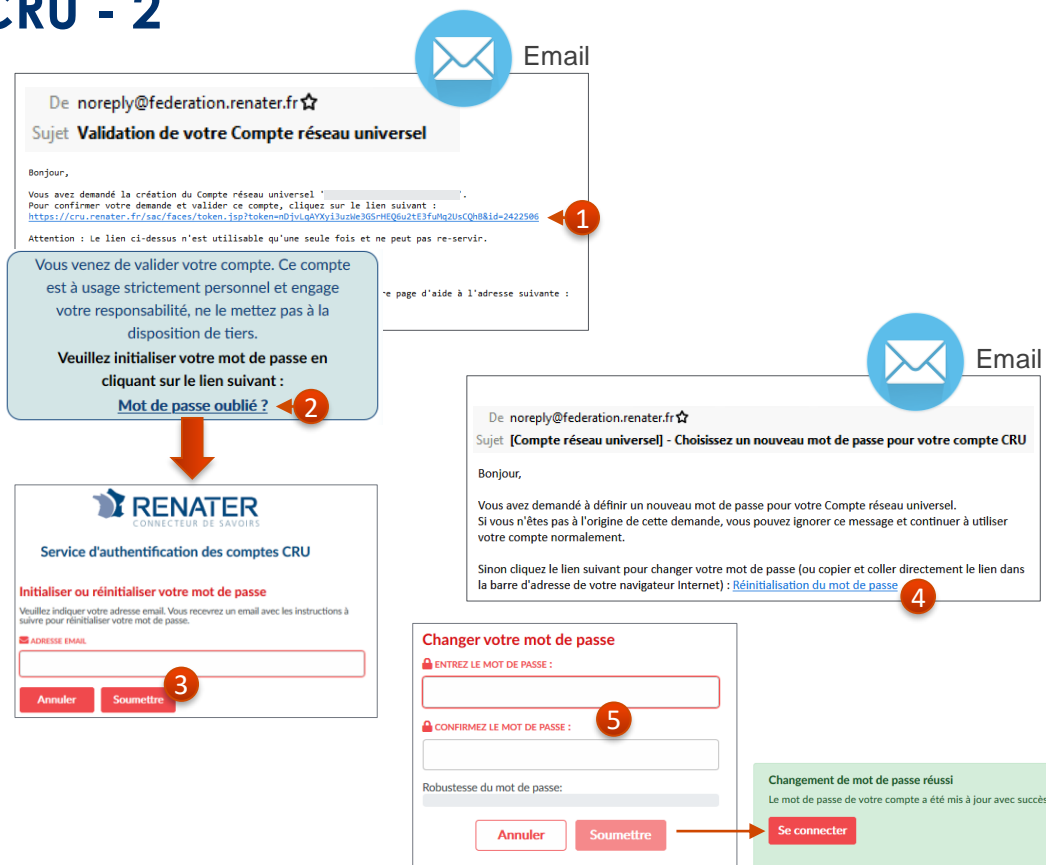 CRU - 2
Email
De noreply@federation.renater.fr
Sujet Validation de votre Compte réseau universel
Bonjour,
Vous avez demandé la création du Compte réseau universel ' '.
Pour confirmer votre demande et valider ce compte, cliquez sur le lien suivant :
https://cru.renater.fr/sac/faces/token.jsp?token=nDjvLqAYXyi3uzWe3GSrHEQ6u2tE3fuMq2UsCQhB&id=2422506
1
Attention : Le lien ci-dessus n'est utilisable qu'une seule fois et ne peut pas re-servir.
e page d'aide à l'adresse suivante :
Vous venez de valider votre compte. Ce compte
est à usage strictement personnel et engage
votre responsabilité, ne le mettez pas à la
disposition de tiers.
Veuillez initialiser votre mot de passe en
cliquant sur le lien suivant :
Mot de passe oublié ?
2
RENATER
CONNECTEUR DE SAVOIRS
Service d'authentification des comptes CRU
Initialiser ou réinitialiser votre mot de passe
Veuillez indiquer votre adresse email. Vous recevrez un email avec les instructions à
suivre pour réinitialiser votre mot de passe.
ADRESSE EMAIL
3
Annuler Soumettre
Email
De noreply@federation.renater.fr
Sujet [Compte réseau universel] - Choisissez un nouveau mot de passe pour votre compte CRU
Bonjour,
Vous avez demandé à définir un nouveau mot de passe pour votre Compte réseau universel.
Si vous n'êtes pas à l'origine de cette demande, vous pouvez ignorer ce message et continuer à utiliser
votre compte normalement.
Sinon cliquez le lien suivant pour changer votre mot de passe (ou copier et coller directement le lien dans
la barre d'adresse de votre navigateur Internet) : Réinitialisation du mot de passe
4
Changer votre mot de passe
ENTREZ LE MOT DE PASSE :
5
CONFIRMEZ LE MOT DE PASSE :
Robustesse du mot de passe:
Annuler Soumettre
Changement de mot de passe réussi
Le mot de passe de votre compte a été mis à jour avec succès
Se connecter